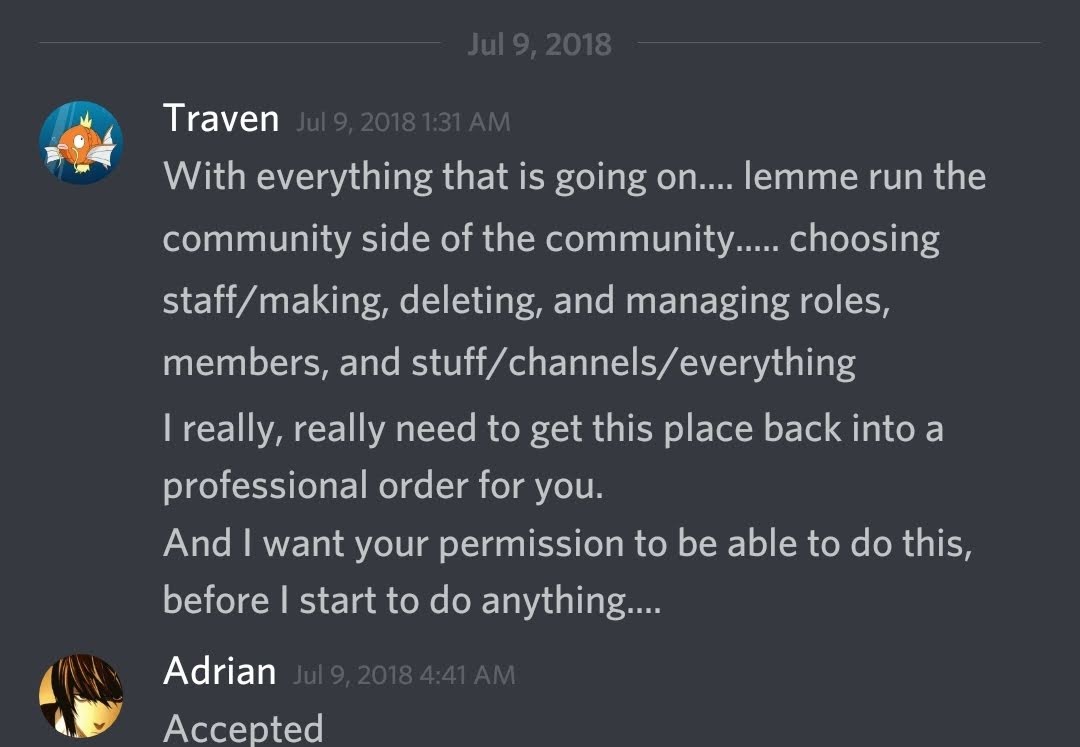 Jul 9, 2018
Traven Jul 9, 2018 1:31 AM
With everything that is going on.... lemme run the
community side of the community..... choosing
staff/making, deleting, and managing roles,
members, and stuff/channels/everything
I really, really need to get this place back into a
professional order for you.
And I want your permission to be able to do this,
before I start to do anything....
Adrian Jul 9, 2018 4:41 AM
Accepted